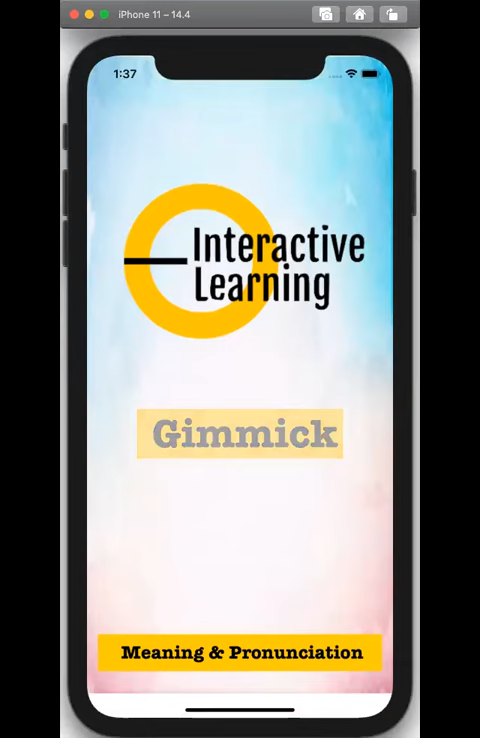 iPhone 11 – 14.4
1:37
Interactive
Learning
Gimmick
Meaning & Pronunciation